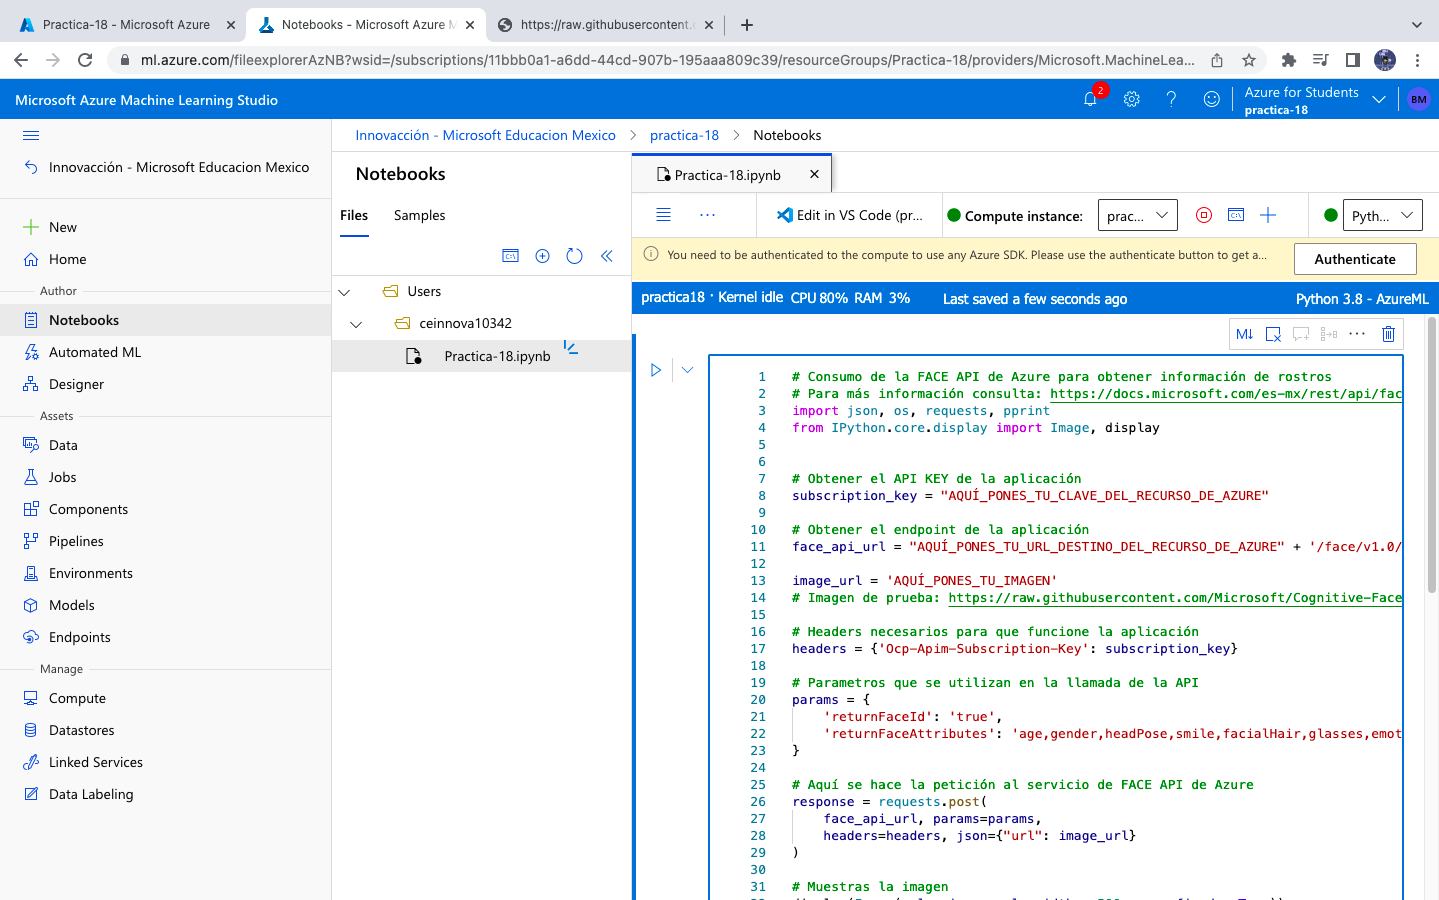 Practica-18 - Microsoft Azure
Notebooks - Microsoft Azure M
https://raw.githubusercontent.c
ml.azure.com/fileexplorerAzNB?wsid=/subscriptions/11bbb0a1-a6dd-44cd-907b-195aaa809c39/resourceGroups/Practica-18/providers/Microsoft.MachineLea...
Microsoft Azure Machine Learning Studio
2
Azure for Students
practica-18
BM
Innovacción - Microsoft Educacion Mexico
New
Home
Author
Notebooks
Automated ML
Designer
Assets
Data
Jobs
Components
Pipelines
Environments
Models
Endpoints
Manage
Compute
Datastores
Linked Services
Data Labeling
Innovacción - Microsoft Educacion Mexico > practica-18 > Notebooks
Notebooks
Files Samples
Users
ceinnova10342
Practica-18.ipynb
Practica-18.ipynb
Edit in VS Code (pr... Compute instance: prac... Pyth...
You need to be authenticated to the compute to use any Azure SDK. Please use the authenticate button to get a... Authenticate
practica18 · Kernel idle CPU 80% RAM 3% Last saved a few seconds ago Python 3.8 - AzureML
M↓
1 # Consumo de la FACE API de Azure para obtener información de rostros
2 # Para más información consulta: https://docs.microsoft.com/es-mx/rest/api/fac
3 import json, os, requests, pprint
4 from IPython.core.display import Image, display
5
6
7 # Obtener el API KEY de la aplicación
8 subscription_key = "AQUÍ_PONES_TU_CLAVE_DEL_RECURSO_DE_AZURE"
9
10 # Obtener el endpoint de la aplicación
11 face_api_url = "AQUÍ_PONES_TU_URL_DESTINO_DEL_RECURSO_DE_AZURE" + '/face/v1.0/
12
13 image_url = 'AQUÍ_PONES_TU_IMAGEN'
14 # Imagen de prueba: https://raw.githubusercontent.com/Microsoft/Cognitive-Face
15
16 # Headers necesarios para que funcione la aplicación
17 headers = {'Ocp-Apim-Subscription-Key': subscription_key}
18
19 # Parametros que se utilizan en la llamada de la API
20 params = {
21 'returnFaceId': 'true',
22 'returnFaceAttributes': 'age,gender,headPose,smile,facialHair,glasses,emot
23 }
24
25 # Aquí se hace la petición al servicio de FACE API de Azure
26 response = requests.post(
27 face_api_url, params=params,
28 headers=headers, json={"url": image_url}
29 )
30
31 # Muestras la imagen